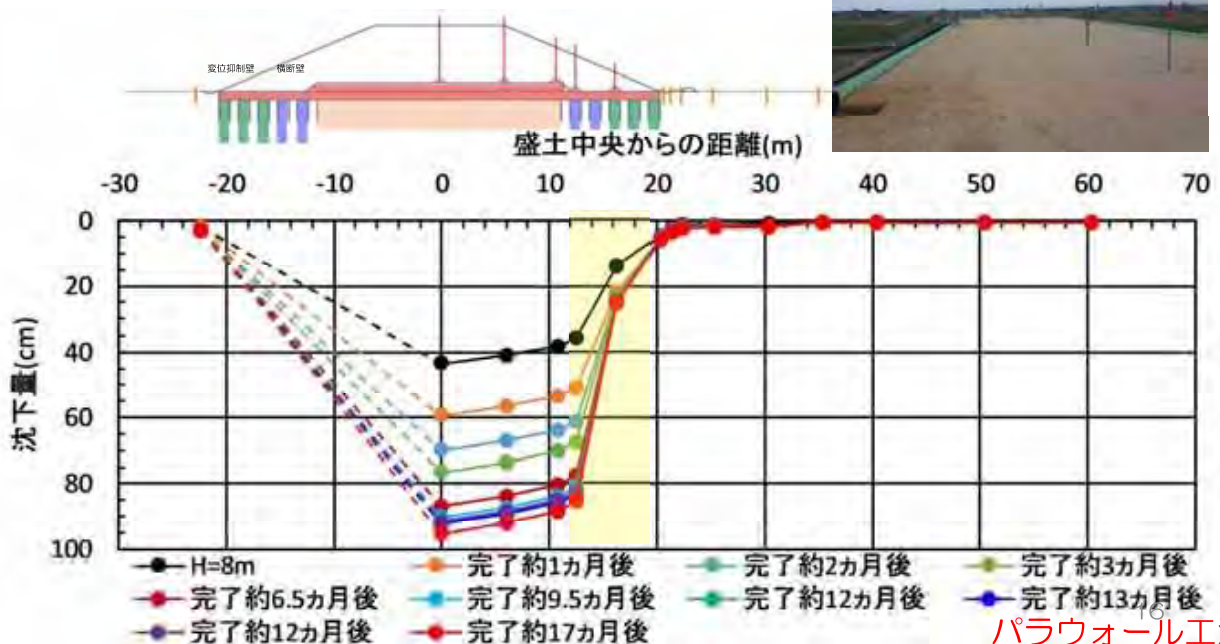 変位抑制壁 横断壁
盛土中央からの距離(m)
-30 -20 -10 0 10 20 30 40 50 60 70
0
20
40
60
80
100
沈下量(cm)
H=8m 完了約1カ月後 完了約2カ月後 完了約3カ月後
完了約6.5カ月後 完了約9.5カ月後 完了約12カ月後 完了約13カ月後
完了約12カ月後 完了約17カ月後
16
パラウォール工